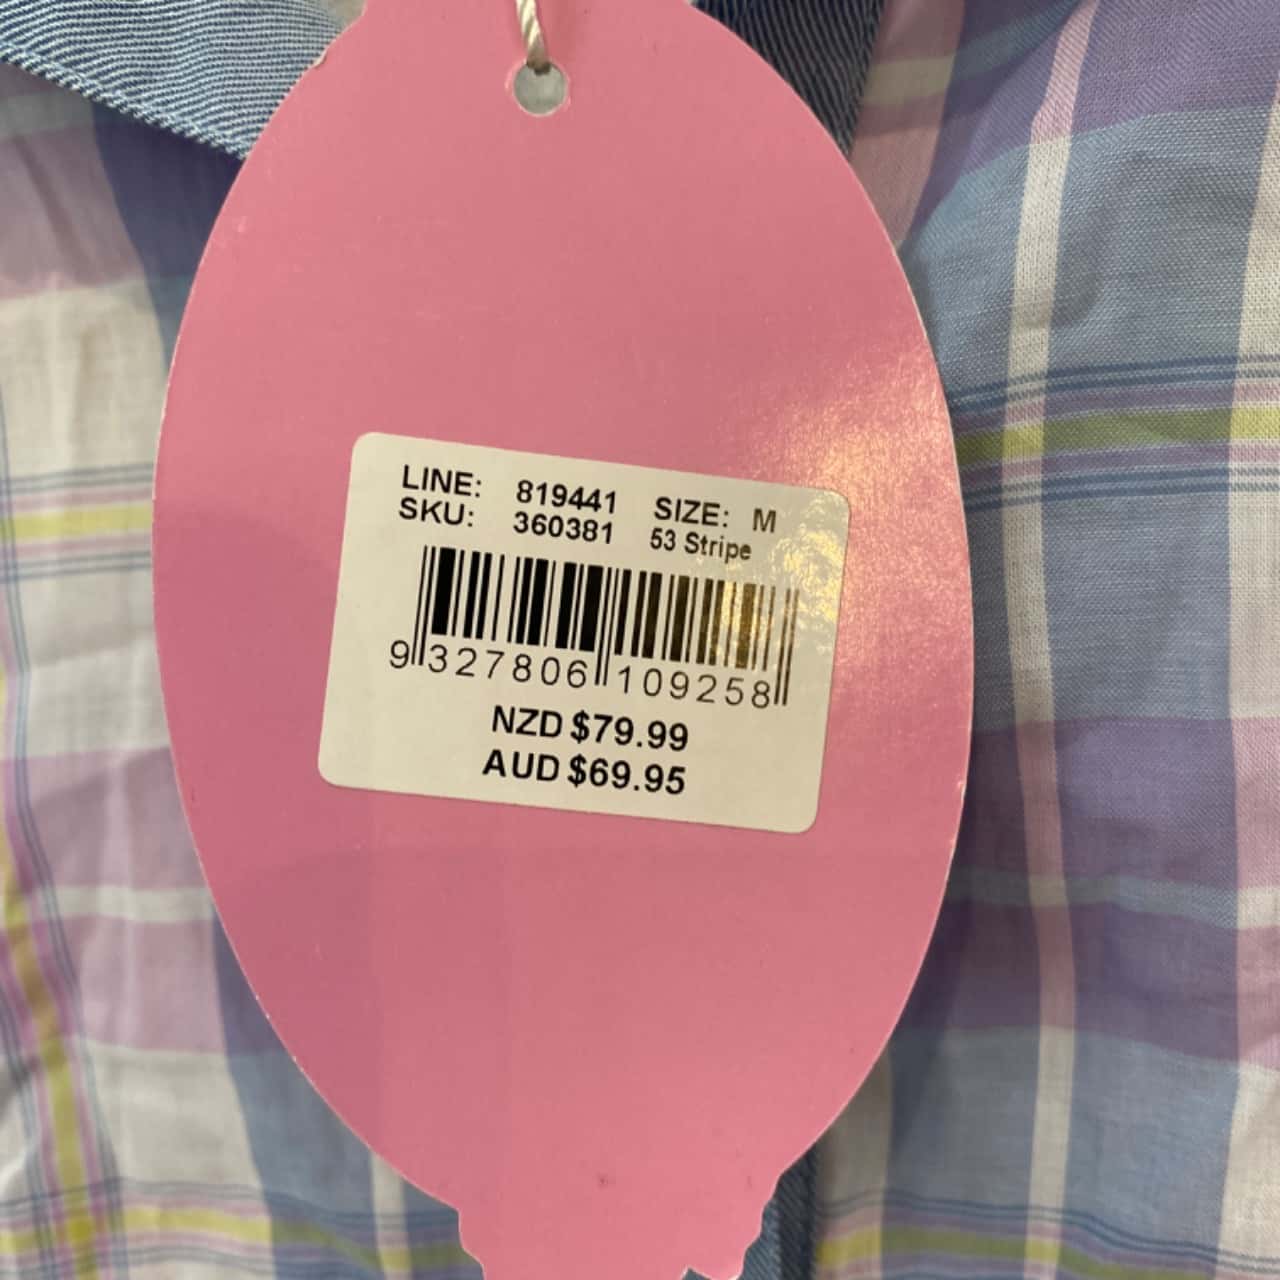 LINE: 819441 SIZE: M
SKU: 360381 53 Stripe
9 327806 109258
NZD $79.99
AUD $69.95